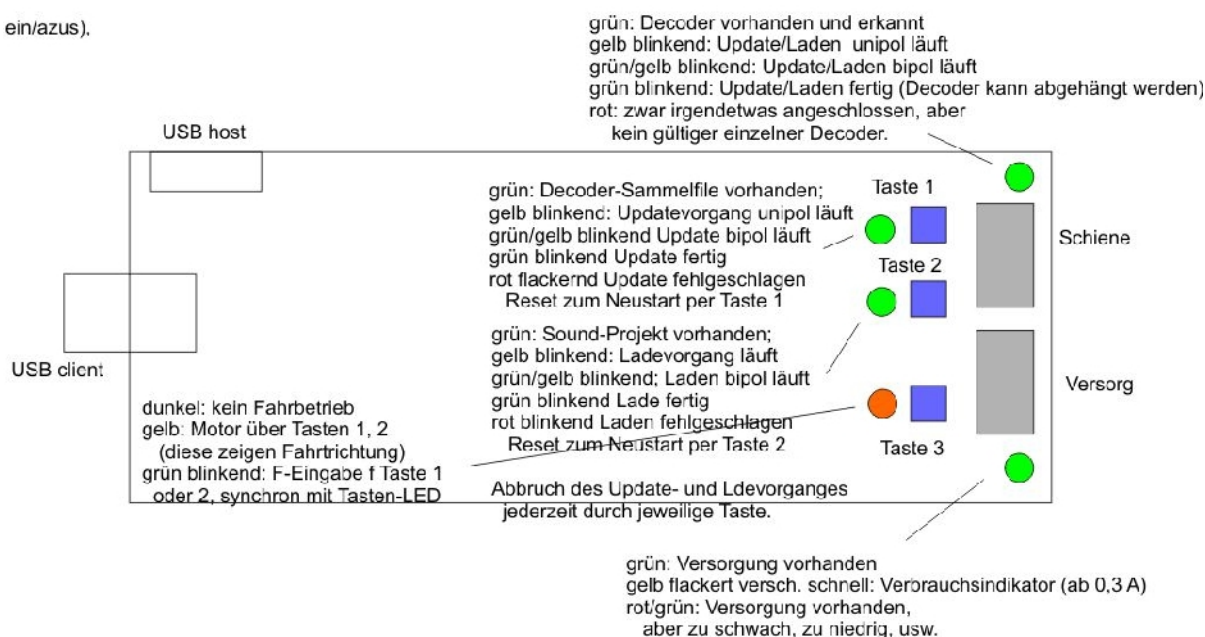 ein/azus),
grün: Decoder vorhanden und erkannt
gelb blinkend: Update/Laden unipol läuft
grün/gelb blinkend: Update/Laden bipol läuft
grün blinkend: Update/Laden fertig (Decoder kann abgehängt werden)
rot: zwar irgendetwas angeschlossen, aber
kein gültiger einzelner Decoder.
USB host
Taste 1
grün: Decoder-Sammelfile vorhanden;
gelb blinkend: Updatevorgang unipol läuft
grün/gelb blinkend Update bipol läuft
grün blinkend Update fertig
rot flackernd Update fehlgeschlagen
Reset zum Neustart per Taste 1
Schiene
Taste 2
grün: Sound-Projekt vorhanden;
gelb blinkend: Ladevorgang läuft
grün/gelb blinkend; Laden bipol läuft
grün blinkend Lade fertig
rot blinkend Laden fehlgeschlagen
Reset zum Neustart per Taste 2
USB client
Versorg
dunkel: kein Fahrbetrieb
gelb: Motor über Tasten 1, 2
(diese zeigen Fahrtrichtung)
grün blinkend: F-Eingabe f Taste 1
oder 2, synchron mit Tasten-LED
Taste 3
Abbruch des Update- und Ldevorganges
jederzeit durch jeweilige Taste.
grün: Versorgung vorhanden
gelb flackert versch. schnell: Verbrauchsindikator (ab 0,3 A)
rot/grün: Versorgung vorhanden,
aber zu schwach, zu niedrig, usw.